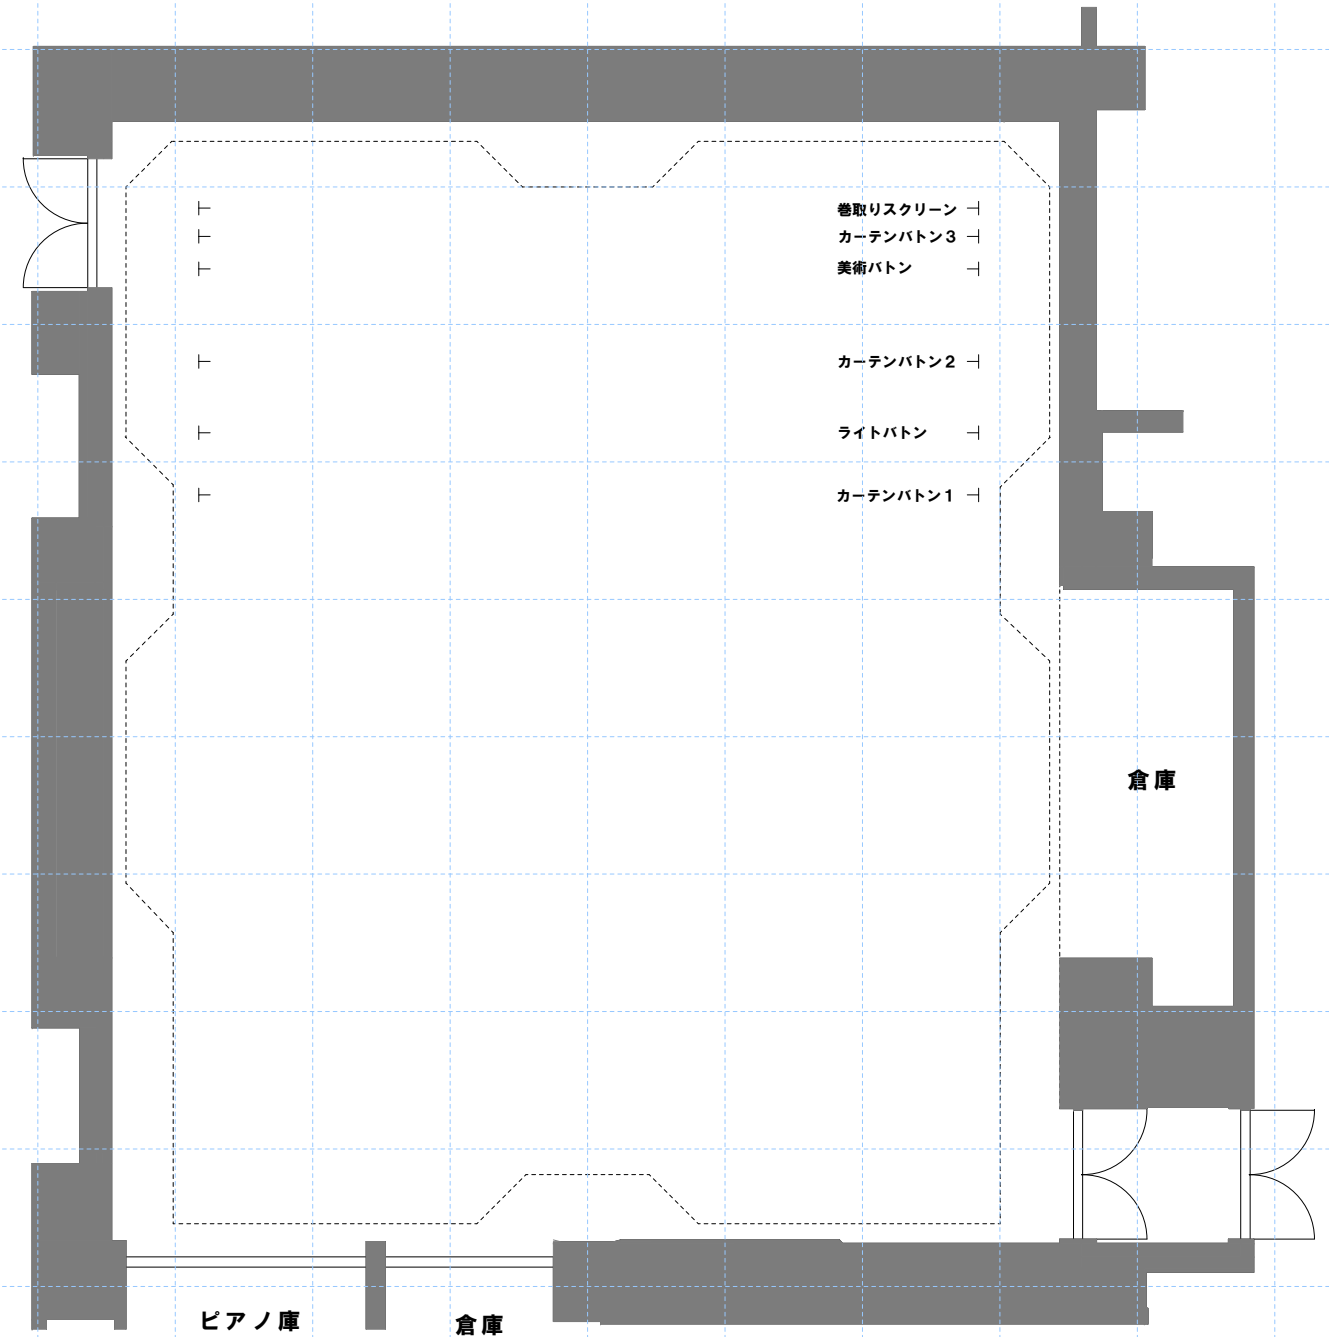 巻取りスクリーン
カーテンバトン３
美術バトン
カーテンバトン２
ライトバトン
カーテンバトン１
倉庫
ピアノ庫
倉庫